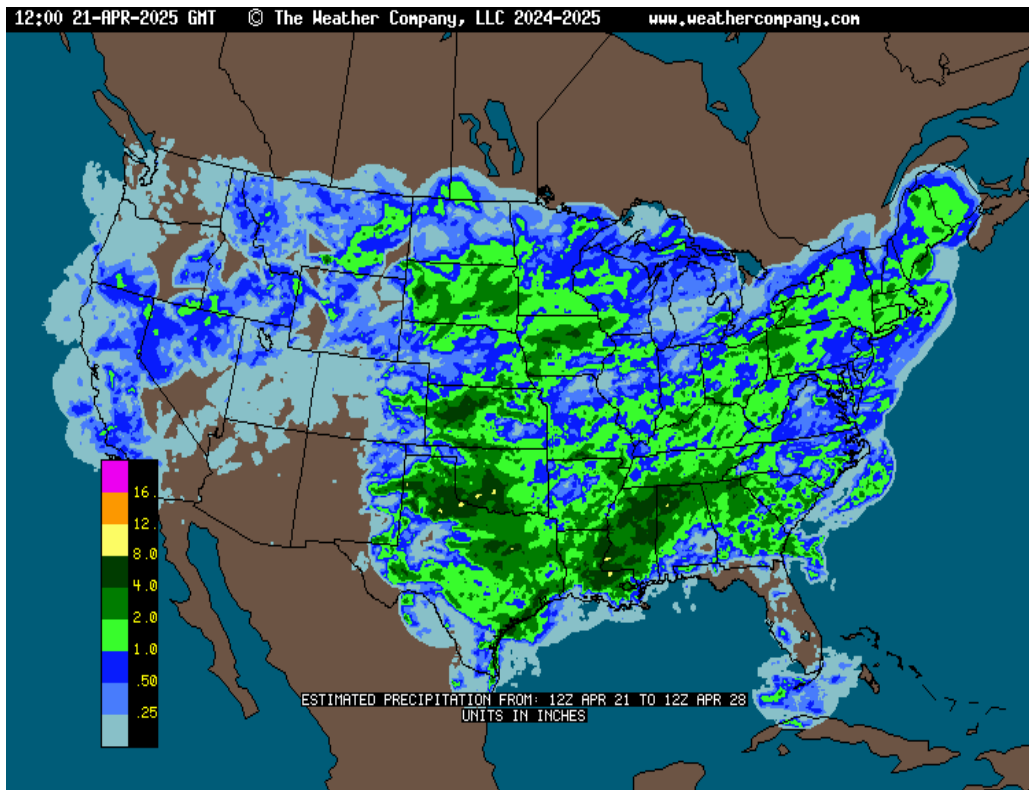 12:00 21-APR-2025 GMT © The Weather Company, LLC 2024-2025 www.weathercompany.com
16.
12.
8.0
4.0
2.0
1.0
.50
.25
ESTIMATED PRECIPITATION FROM: 12Z APR 21 TO 12Z APR 28
UNITS IN INCHES